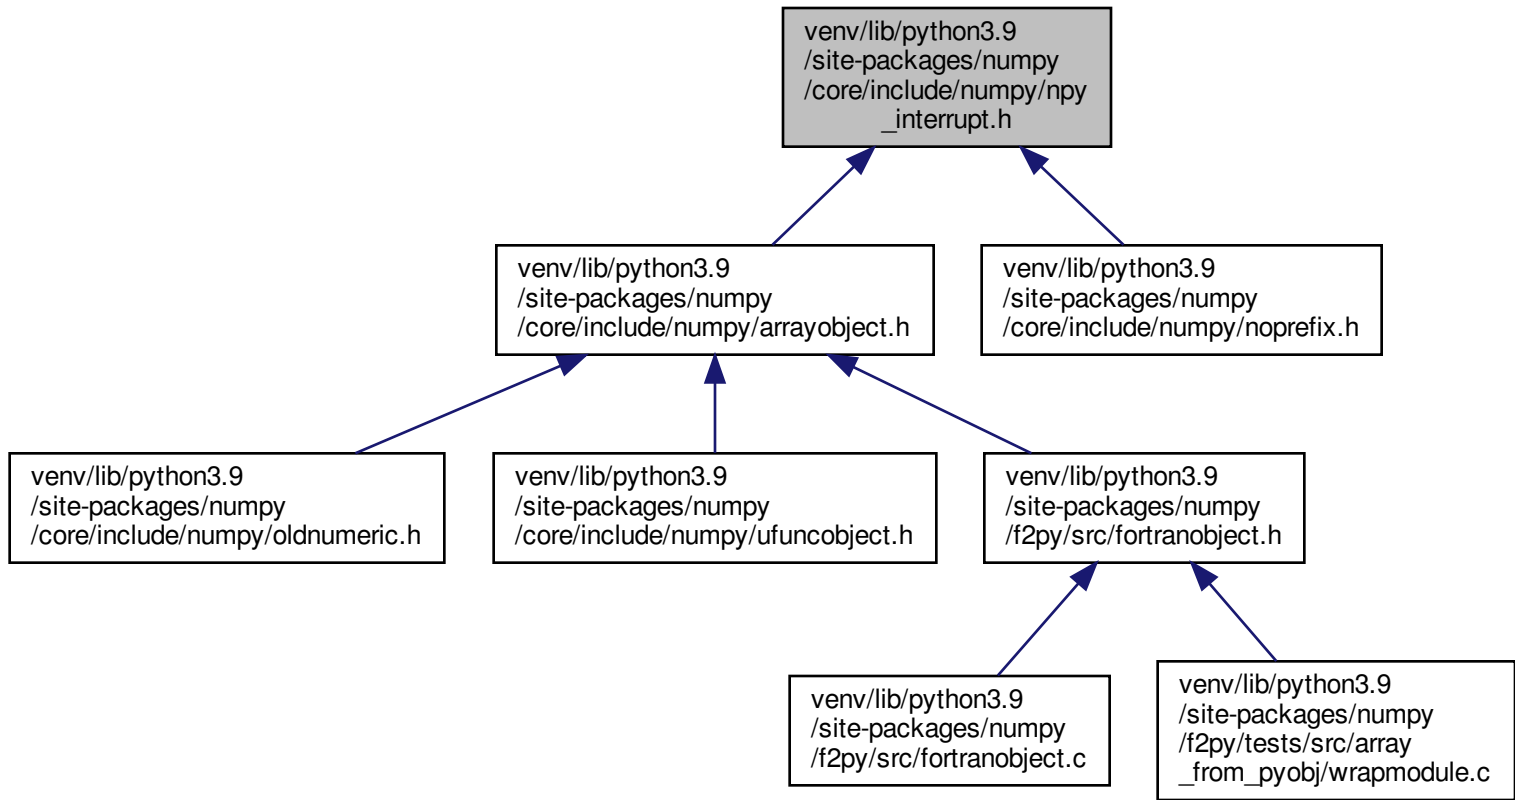 venv/lib/python3.9
/site-packages/numpy
/core/include/numpy/npy
_interrupt.h
venv/lib/python3.9
/site-packages/numpy
/core/include/numpy/arrayobject.h
venv/lib/python3.9
/site-packages/numpy
/core/include/numpy/noprefix.h
venv/lib/python3.9
/site-packages/numpy
/core/include/numpy/oldnumeric.h
venv/lib/python3.9
/site-packages/numpy
/core/include/numpy/ufuncobject.h
venv/lib/python3.9
/site-packages/numpy
/f2py/src/fortranobject.h
venv/lib/python3.9
/site-packages/numpy
/f2py/src/fortranobject.c
venv/lib/python3.9
/site-packages/numpy
/f2py/tests/src/array
_from_pyobj/wrapmodule.c